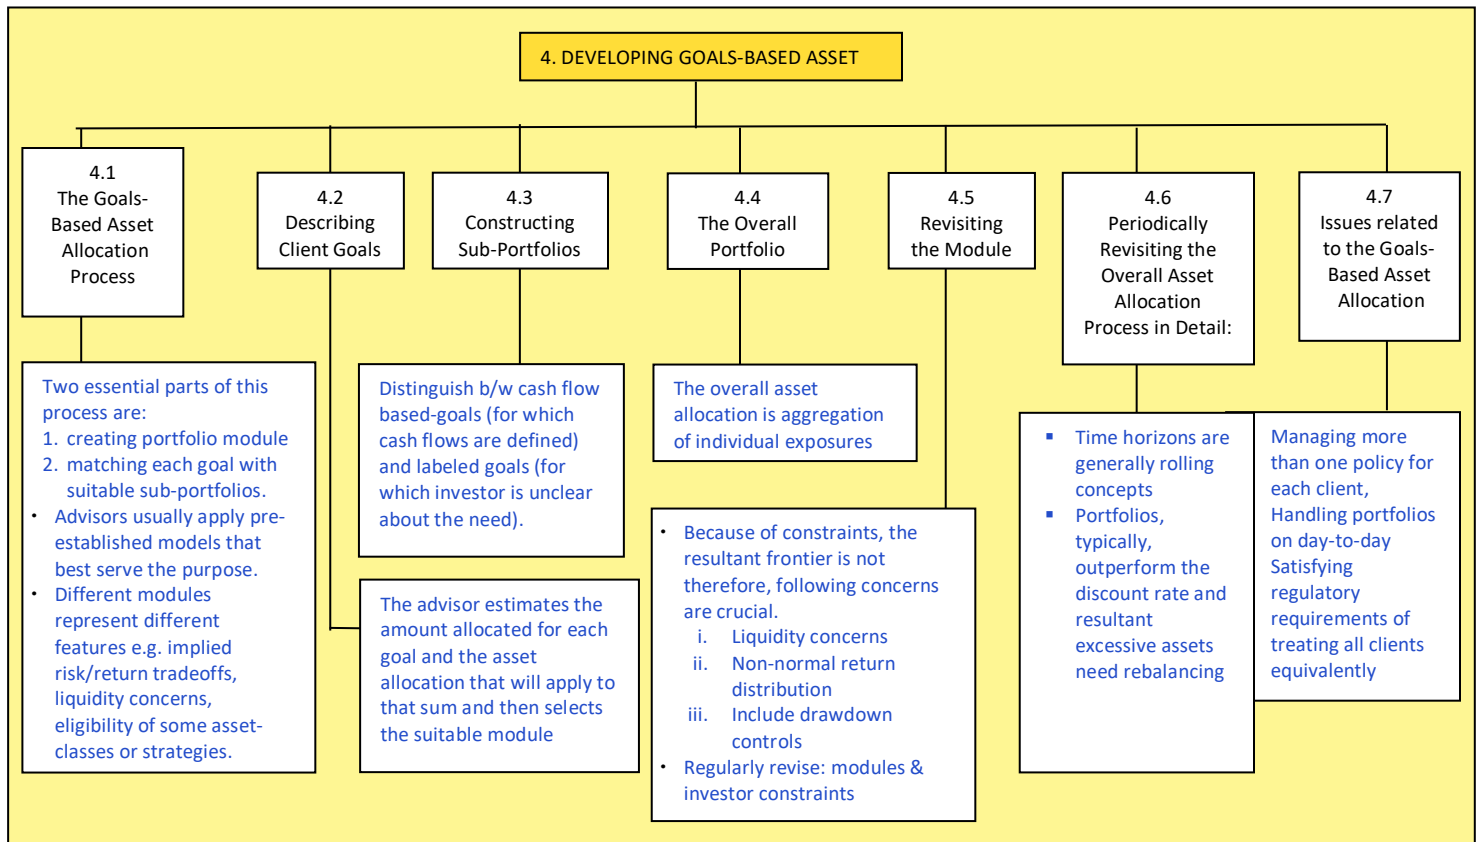 4. DEVELOPING GOALS-BASED ASSET
4.1
The Goals-
Based Asset
Allocation
Process
4.2
Describing
Client Goals
4.3
Constructing
Sub-Portfolios
4.4
The Overall
Portfolio
4.5
Revisiting
the Module
4.6
Periodically
Revisiting the
Overall Asset
Allocation
Process in Detail:
4.7
Issues related
to the Goals-
Based Asset
Allocation
Two essential parts of this
process are:
1. creating portfolio module
2. matching each goal with
suitable sub-portfolios.
• Advisors usually apply pre-
established models that
best serve the purpose.
• Different modules
represent different
features e.g. implied
risk/return tradeoffs,
liquidity concerns,
eligibility of some asset-
classes or strategies.
The advisor estimates the
amount allocated for each
goal and the asset
allocation that will apply to
that sum and then selects
the suitable module
Distinguish b/w cash flow
based-goals (for which
cash flows are defined)
and labeled goals (for
which investor is unclear
about the need).
The overall asset
allocation is aggregation
of individual exposures
• Because of constraints, the
resultant frontier is not
therefore, following concerns
are crucial.
i. Liquidity concerns
ii. Non-normal return
distribution
iii. Include drawdown
controls
• Regularly revise: modules &
investor constraints
▪ Time horizons are
generally rolling
concepts
▪ Portfolios,
typically,
outperform the
discount rate and
resultant
excessive assets
need rebalancing
Managing more
than one policy for
each client,
Handling portfolios
on day-to-day
Satisfying
regulatory
requirements of
treating all clients
equivalently